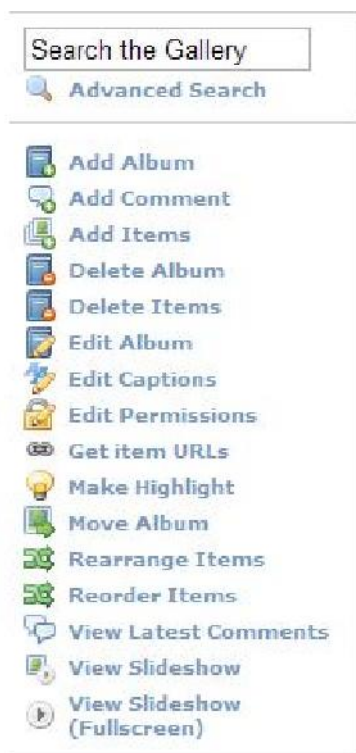 Search the Gallery
Advanced Search
Add Album
Add Comment
Add Items
Delete Album
Delete Items
Edit Album
Edit Captions
Edit Permissions
Get item URLs
Make Highlight
Move Album
Rearrange Items
Reorder Items
View Latest Comments
View Slideshow
View Slideshow
(Fullscreen)